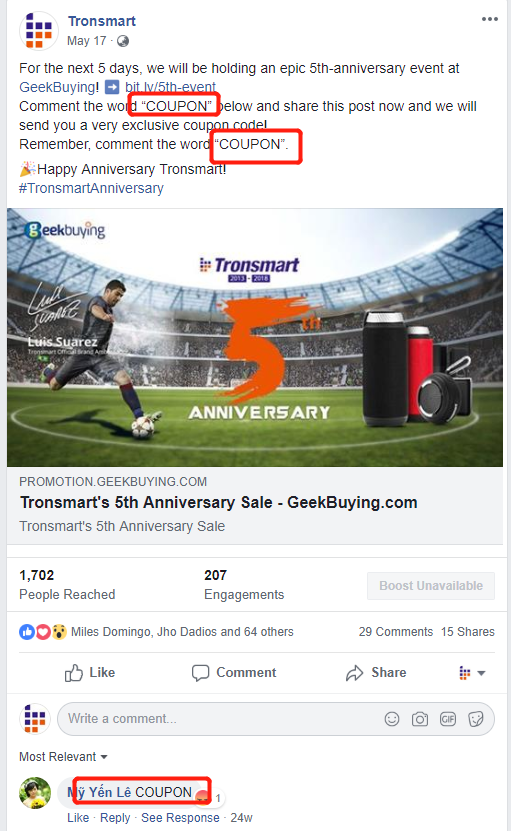 Tronsmart
May 17 ·
For the next 5 days, we will be holding an epic 5th-anniversary event at
GeekBuying! ➡ bit.ly/5th-event
Comment the word “COUPON” below and share this post now and we will
send you a very exclusive coupon code!
Remember, comment the word “COUPON”.
🎉Happy Anniversary Tronsmart!
#TronsmartAnniversary
Geekbuying
Tronsmart
2013 - 2018
Luis
SUAREZ
Luis Suarez
Tronsmart Official Brand
5th
ANNIVERSARY
PROMOTION.GEEKBUYING.COM
Tronsmart's 5th Anniversary Sale - GeekBuying.com
Tronsmart's 5th Anniversary Sale
1,702
People Reached
207
Engagements
Boost Unavailable
Miles Domingo, Jho Dadios and 64 others
29 Comments 15 Shares
Like
Comment
Share
Write a comment...
GIF
Most Relevant
Mỹ Yến Lê COUPON
1
Like · Reply · See Response · 24w